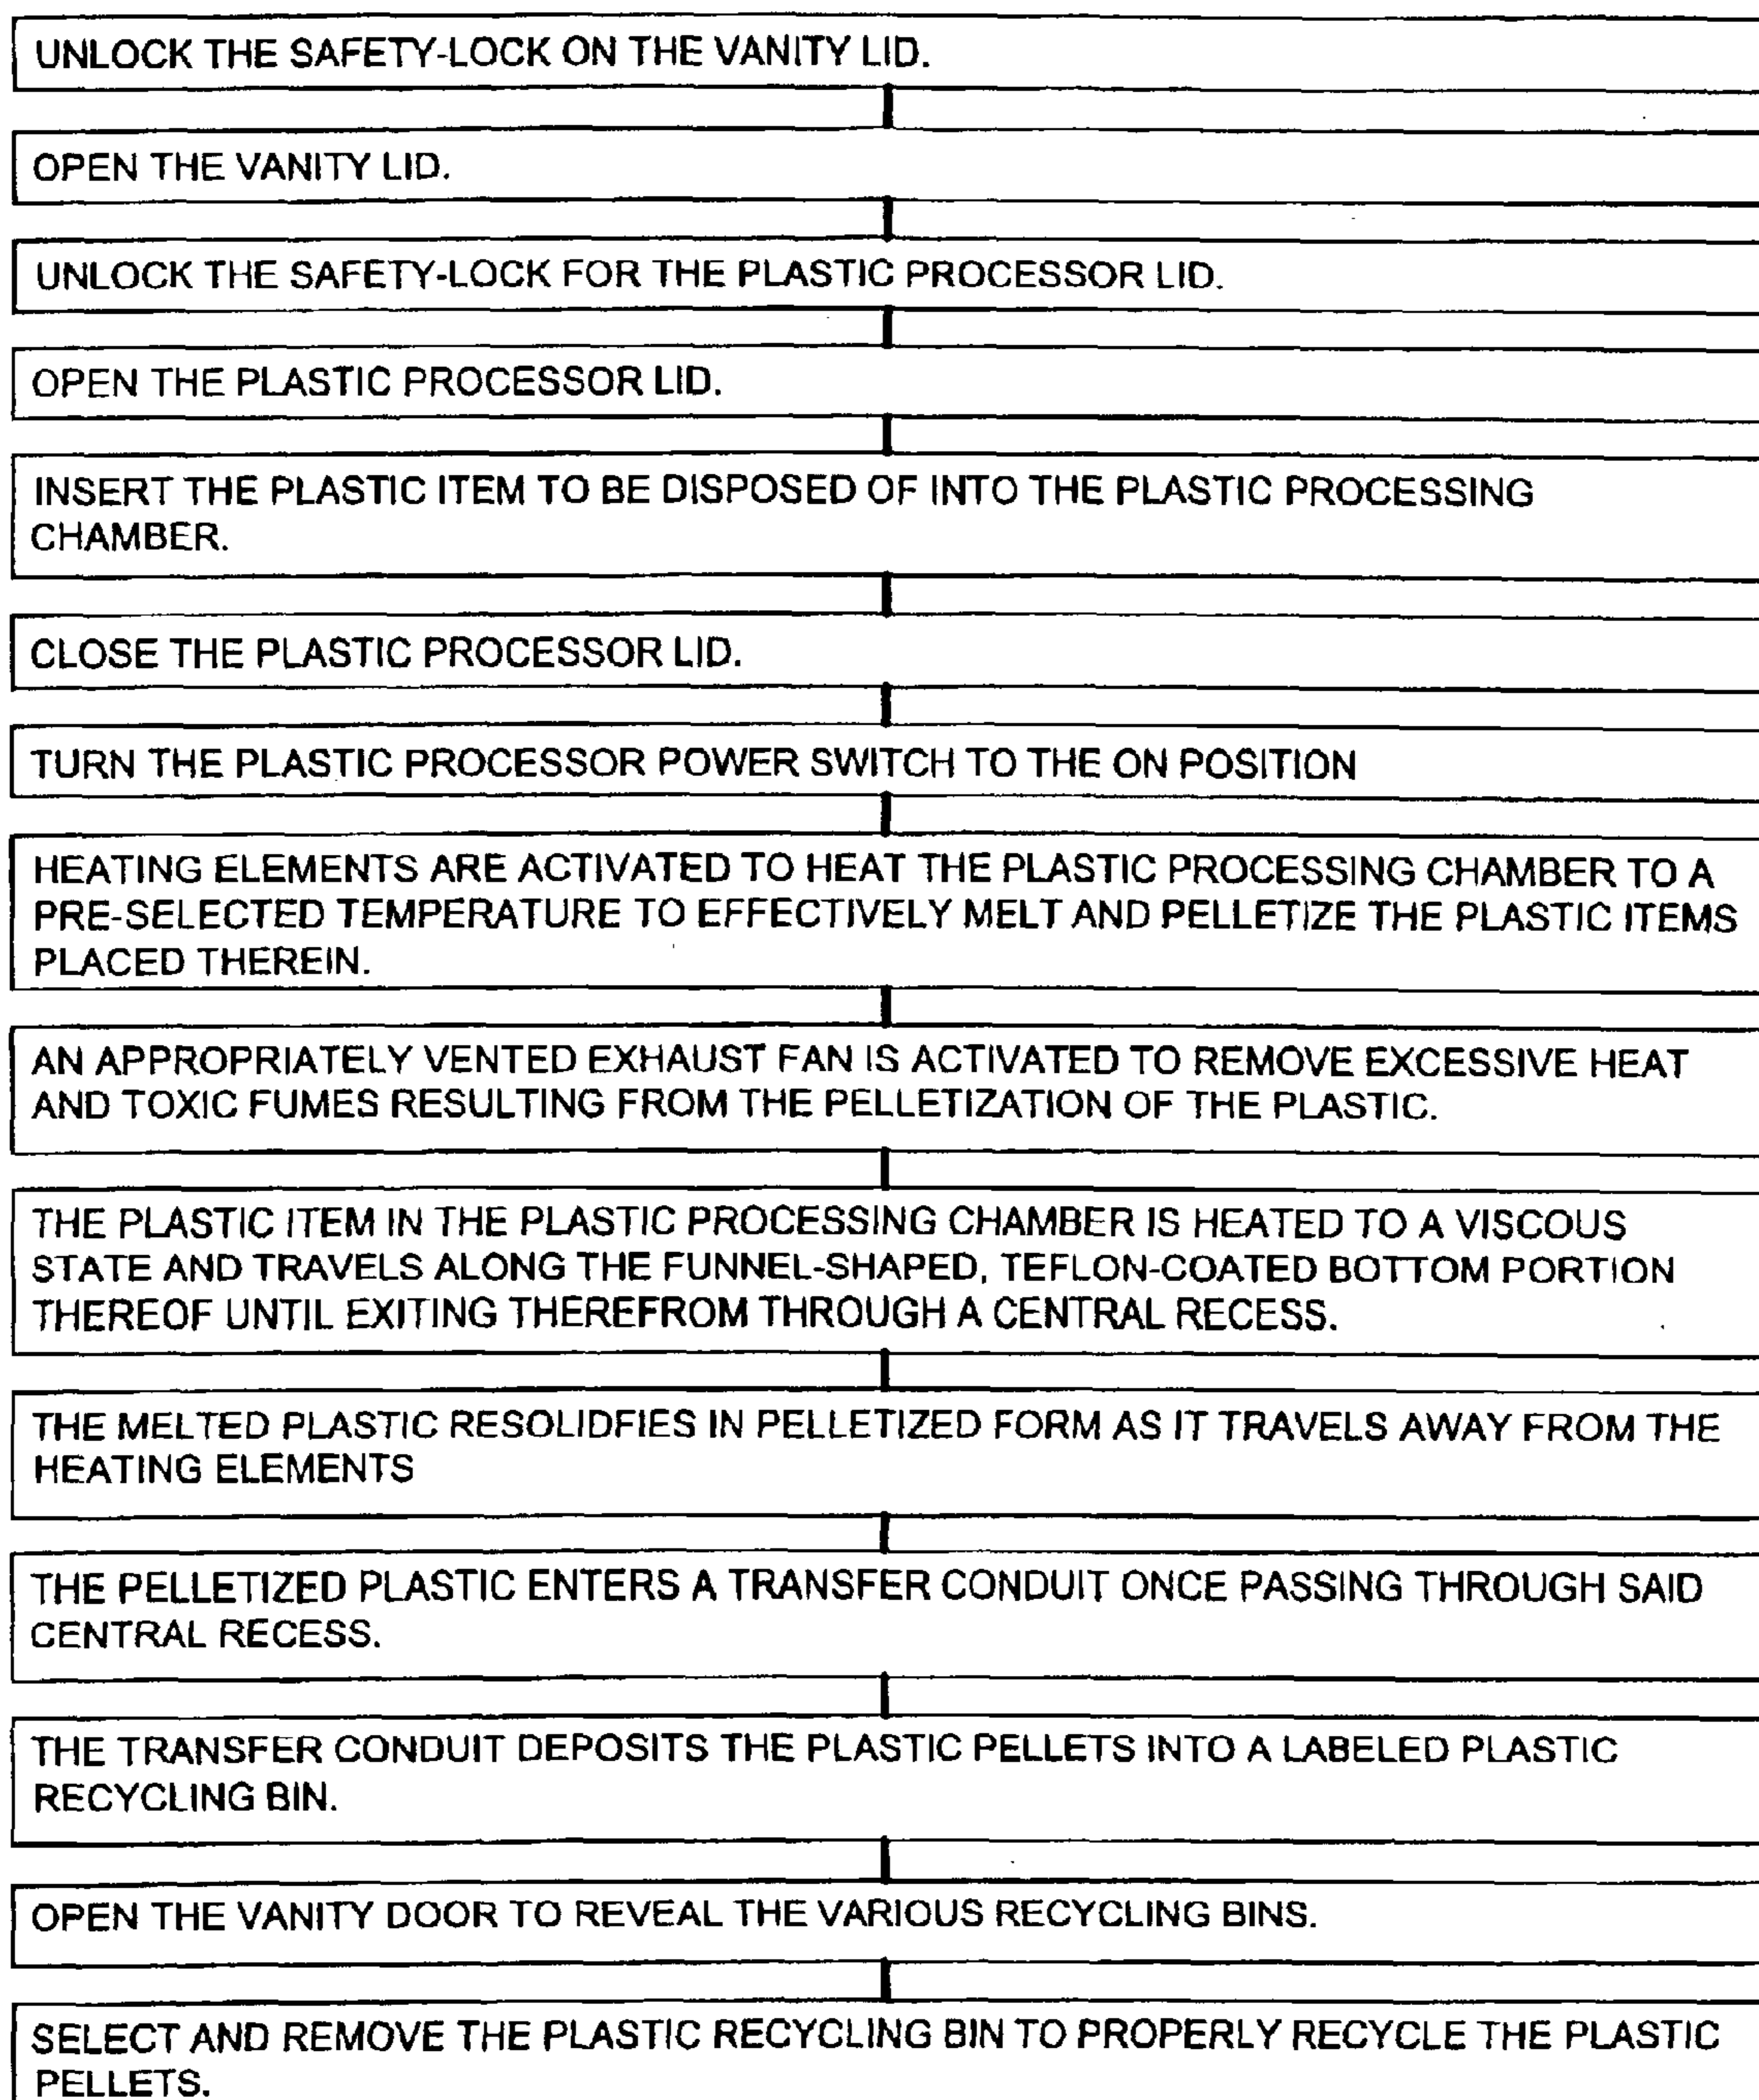 UNLOCK THE SAFETY-LOCK ON THE VANITY LID.
OPEN THE VANITY LID.
UNLOCK THE SAFETY-LOCK FOR THE PLASTIC PROCESSOR LID.
OPEN THE PLASTIC PROCESSOR LID.
INSERT THE PLASTIC ITEM TO BE DISPOSED OF INTO THE PLASTIC PROCESSING
CHAMBER.
CLOSE THE PLASTIC PROCESSOR LID.
TURN THE PLASTIC PROCESSOR POWER SWITCH TO THE ON POSITION
HEATING ELEMENTS ARE ACTIVATED TO HEAT THE PLASTIC PROCESSING CHAMBER TO A
PRE-SELECTED TEMPERATURE TO EFFECTIVELY MELT AND PELLETIZE THE PLASTIC ITEMS
PLACED THEREIN.
AN APPROPRIATELY VENTED EXHAUST FAN IS ACTIVATED TO REMOVE EXCESSIVE HEAT
AND TOXIC FUMES RESULTING FROM THE PELLETIZATION OF THE PLASTIC.
THE PLASTIC ITEM IN THE PLASTIC PROCESSING CHAMBER IS HEATED TO A VISCOUS
STATE AND TRAVELS ALONG THE FUNNEL-SHAPED, TEFLON-COATED BOTTOM PORTION
THEREOF UNTIL EXITING THEREFROM THROUGH A CENTRAL RECESS.
THE MELTED PLASTIC RESOLIDFIES IN PELLETIZED FORM AS IT TRAVELS AWAY FROM THE
HEATING ELEMENTS
THE PELLETIZED PLASTIC ENTERS A TRANSFER CONDUIT ONCE PASSING THROUGH SAID
CENTRAL RECESS.
THE TRANSFER CONDUIT DEPOSITS THE PLASTIC PELLETS INTO A LABELED PLASTIC
RECYCLING BIN.
OPEN THE VANITY DOOR TO REVEAL THE VARIOUS RECYCLING BINS.
SELECT AND REMOVE THE PLASTIC RECYCLING BIN TO PROPERLY RECYCLE THE PLASTIC
PELLETS.